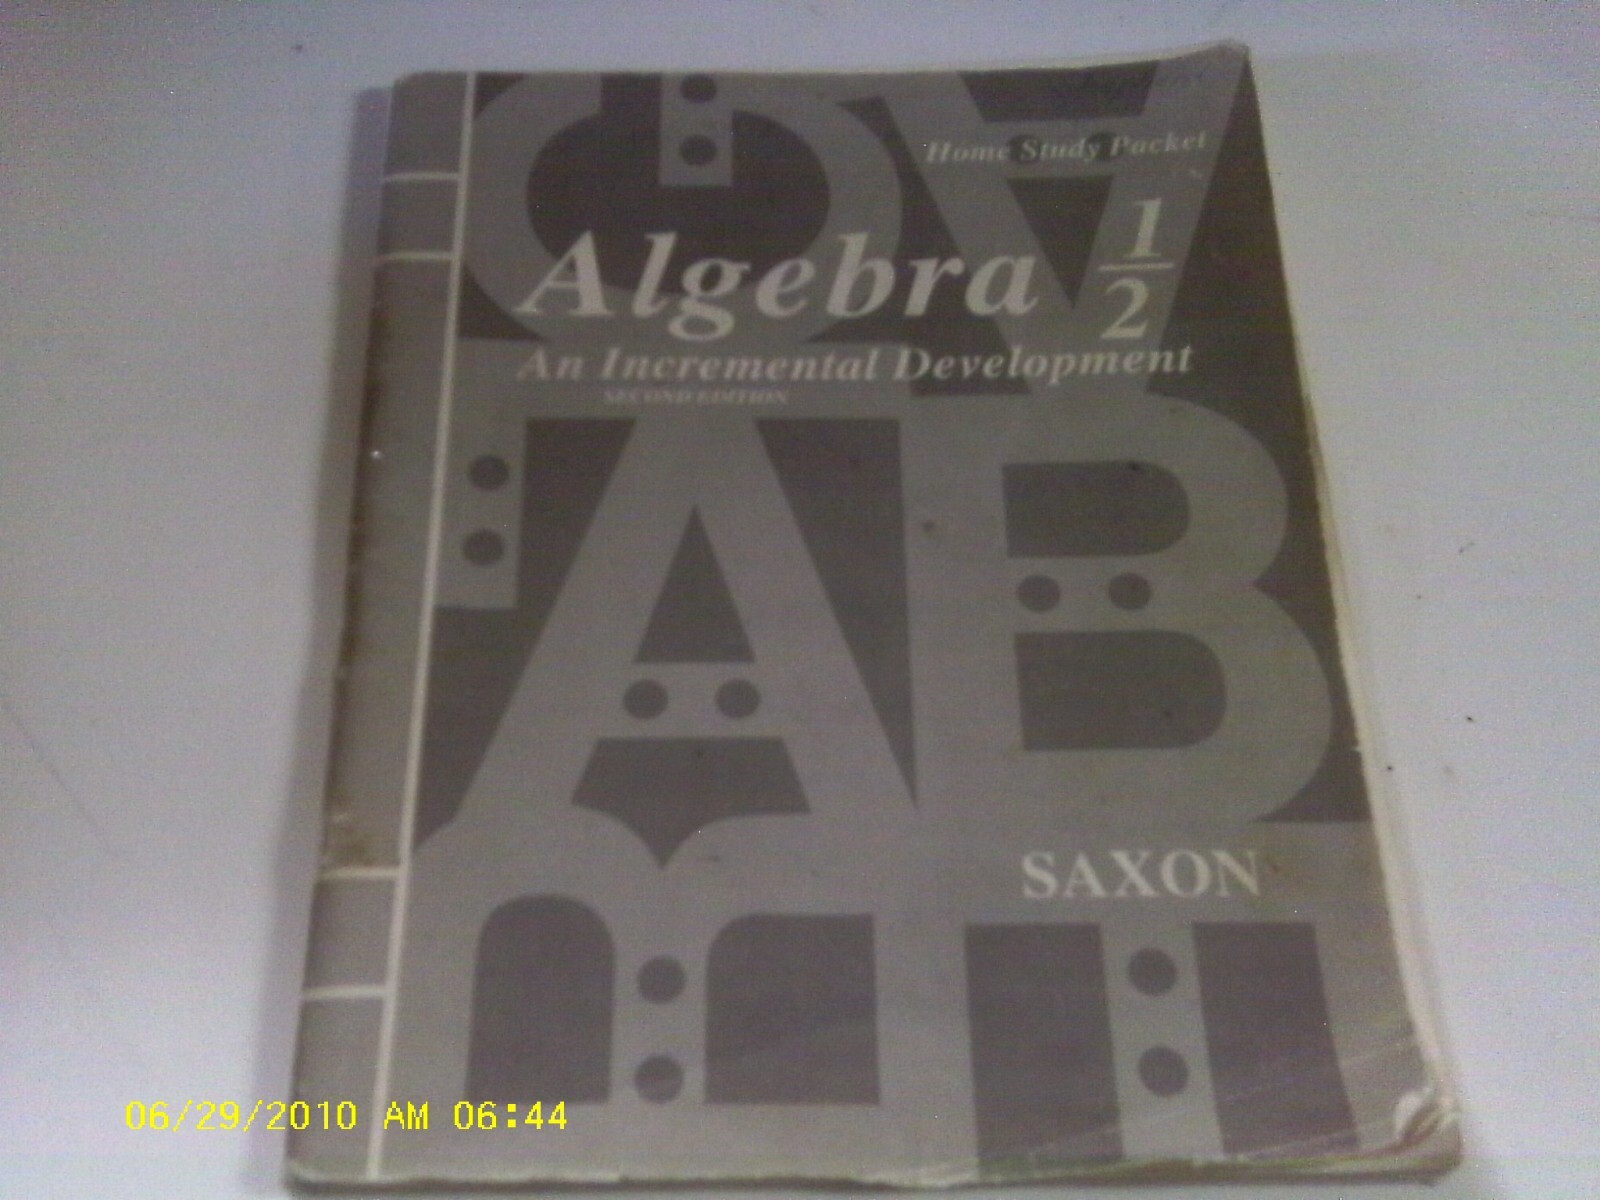 Home Study Packet
Algebra 1/2
An Incremental Development
SECOND EDITION
SAXON
06/29/2010 AM 06:44